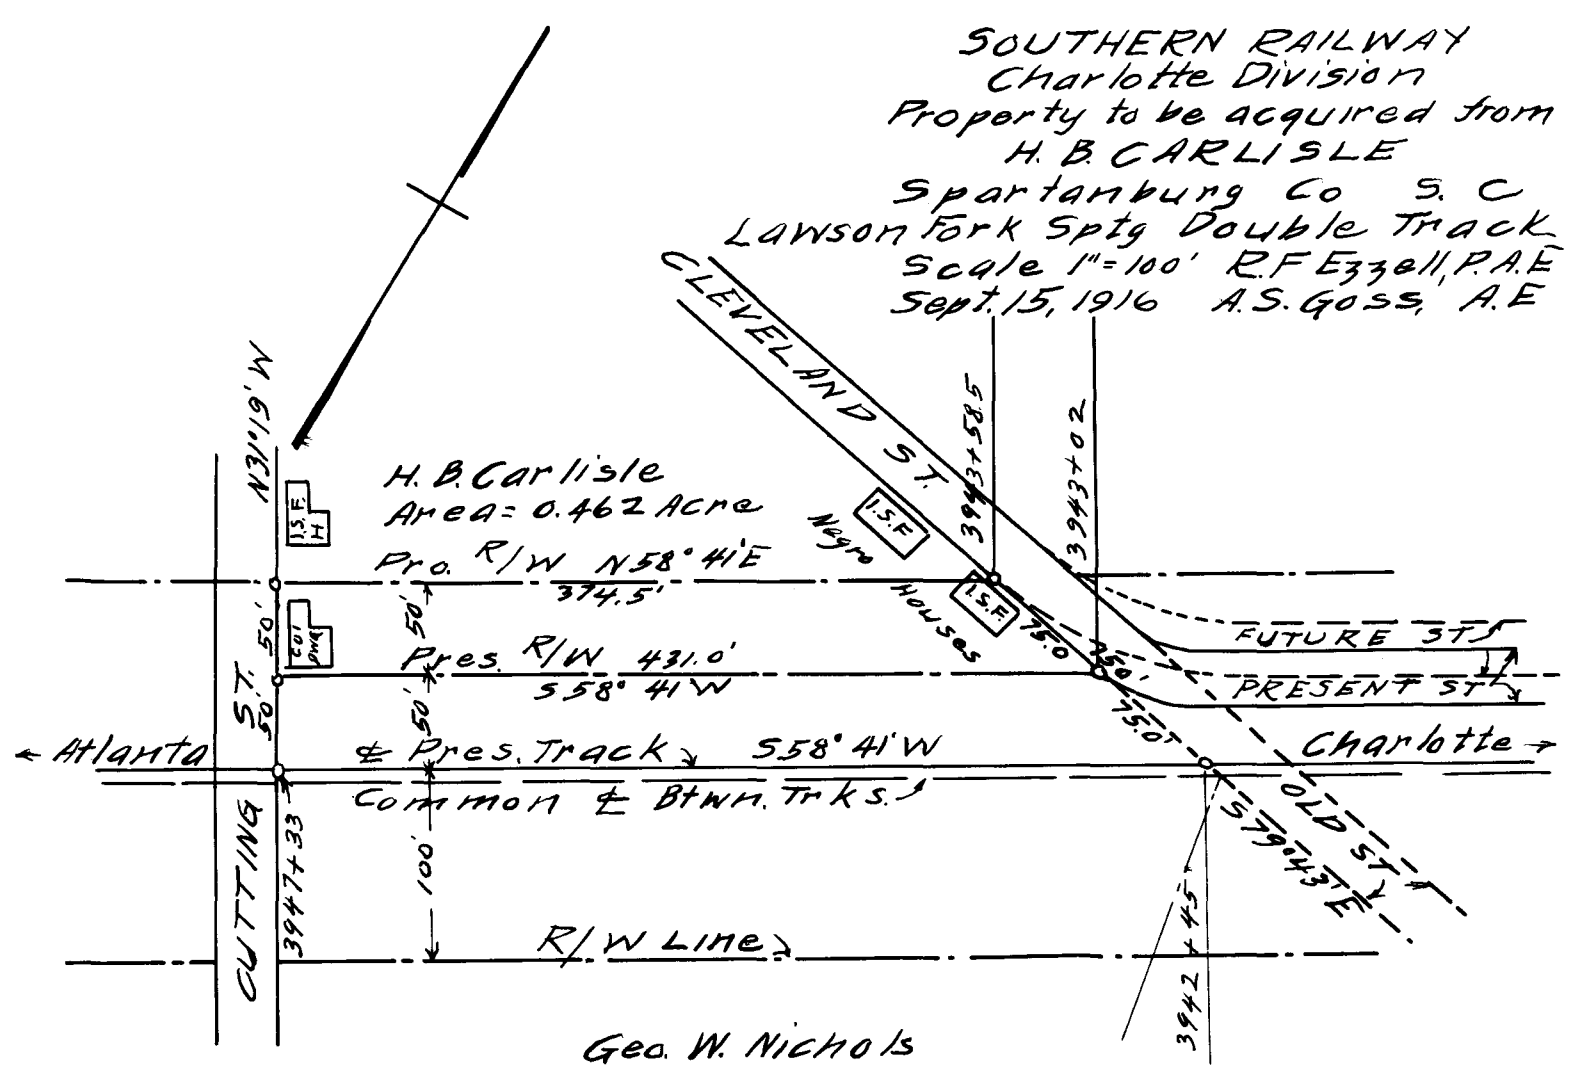 SOUTHERN RAILWAY
Charlotte Division
Property to be acquired from
H. B. CARLISLE
Spartanburg Co S. C
Lawson Fork Sptg Double Track
Scale 1"=100' R.F Ezzell, P.A.E
Sept. 15, 1916 A.S. Goss, A.E
CLEVELAND ST.
3943+58.5
3943+02
N31°19'W
H. B. Carlisle
Area= 0.462 Acre
I.S.F.
H
I.S.F
Negro
Houses
I.S.F.
Pro. R/W N58°41'E
374.5'
50'
50'
75.0
Col
Dwg
Pres. R/W 431.0'
S58°41 W
50'
50'
50'
75.0'
FUTURE ST
PRESENT ST
← Atlanta
℄ Pres. Track S58°41'W
Charlotte →
Common ℄ Btwn. Trks.
CUTTING ST.
3947+33
100'
OLD ST
S79°43'E
3942+45
R/W Line
Geo. W. Nichols